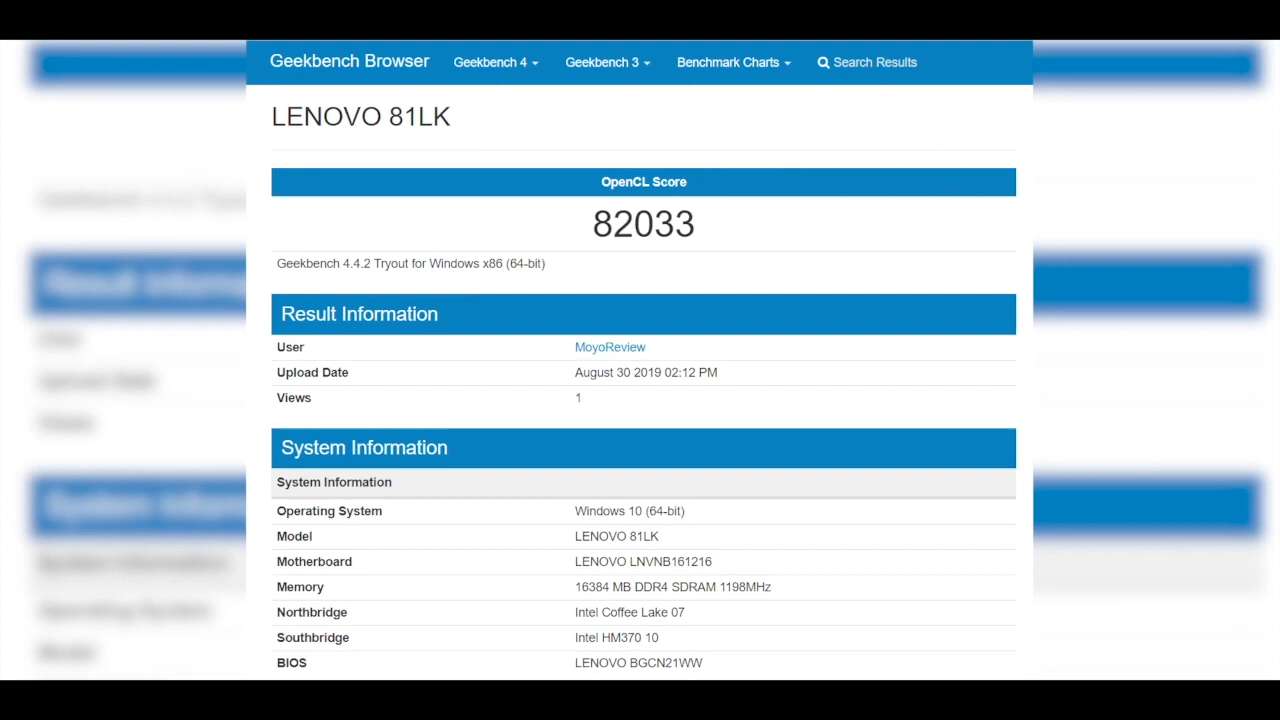 Geekbench Browser Geekbench 4 Geekbench 3 Benchmark Charts Search Results
LENOVO 81LK
OpenCL Score
82033
Geekbench 4.4.2 Tryout for Windows x86 (64-bit)
Result Information
User MoyoReview
Upload Date August 30 2019 02:12 PM
Views 1
System Information
System Information
Operating System Windows 10 (64-bit)
Model LENOVO 81LK
Motherboard LENOVO LNVNB161216
Memory 16384 MB DDR4 SDRAM 1198MHz
Northbridge Intel Coffee Lake 07
Southbridge Intel HM370 10
BIOS LENOVO BGCN21WW